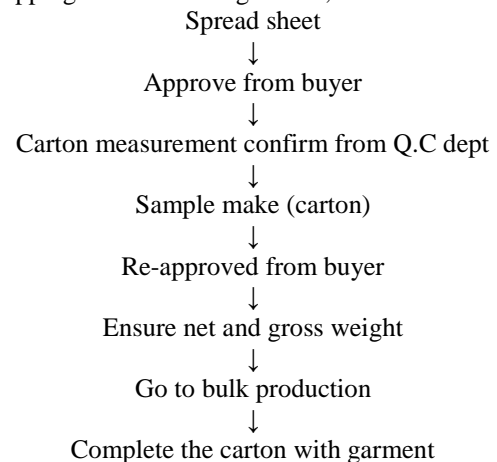 Spread sheet
↓
Approve from buyer
↓
Carton measurement confirm from Q.C dept
↓
Sample make (carton)
↓
Re-approved from buyer
↓
Ensure net and gross weight
↓
Go to bulk production
↓
Complete the carton with garment